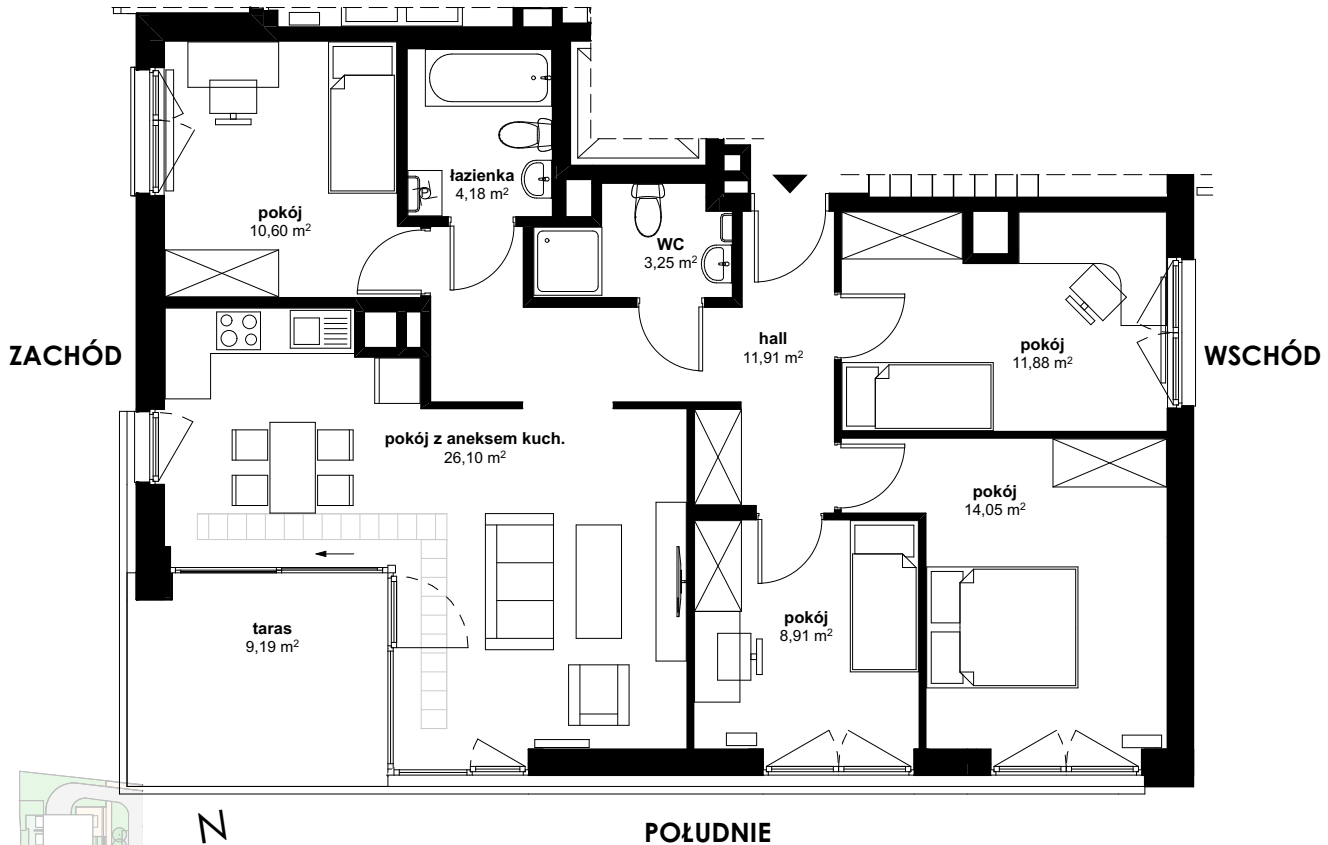 pokój
10,60 m²
łazienka
4,18 m²
WC
3,25 m²
hall
11,91 m²
pokój
11,88 m²
ZACHÓD
WSCHÓD
pokój z aneksem kuch.
26,10 m²
pokój
14,05 m²
pokój
8,91 m²
taras
9,19 m²
N
POŁUDNIE